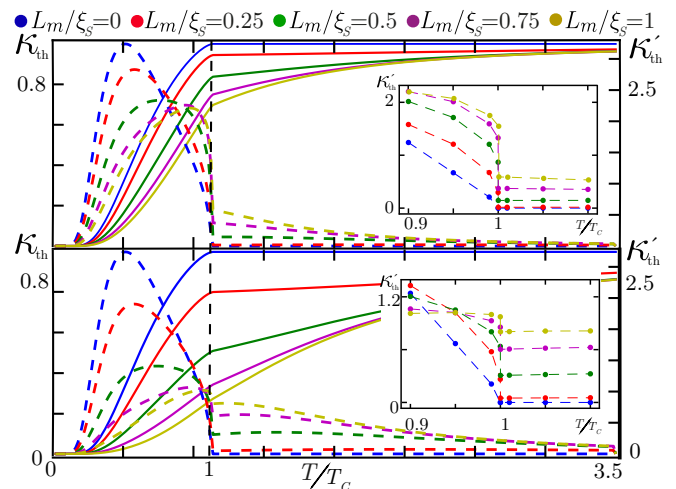 L_m/ξ_S=0 L_m/ξ_S=0.25 L_m/ξ_S=0.5 L_m/ξ_S=0.75 L_m/ξ_S=1
κ_th κ′_th
0.8 2.5
κ′_th
2
0
0.9 1 T/T_C
κ_th κ′_th
0.8 2.5
κ′_th
1.2
0
0.9 1 T/T_C
0 0
0 1 T/T_C 3.5